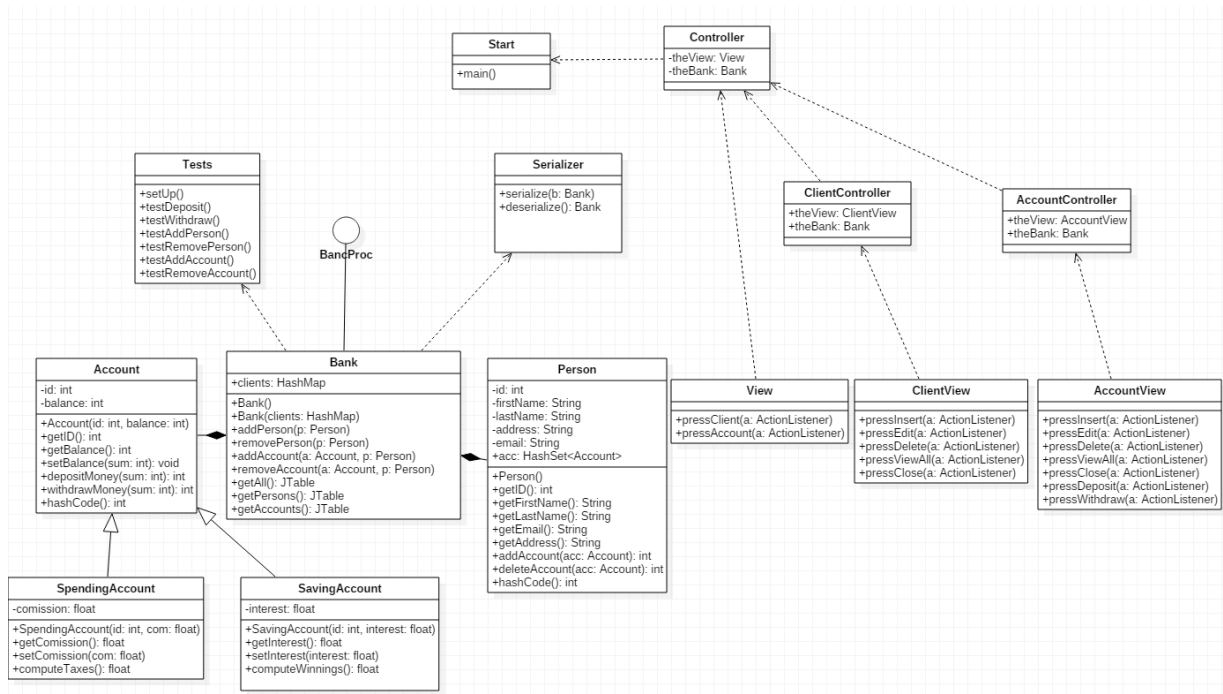 Start
+main()
Controller
-theView: View
-theBank: Bank
Tests
+setUp()
+testDeposit()
+testWithdraw()
+testAddPerson()
+testRemovePerson()
+testAddAccount()
+testRemoveAccount()
BancProc
Serializer
+serialize(b: Bank)
+deserialize(): Bank
ClientController
+theView: ClientView
+theBank: Bank
AccountController
+theView: AccountView
+theBank: Bank
Account
-id: int
-balance: int
+Account(id: int, balance: int)
+getID(): int
+getBalance(): int
+setBalance(sum: int): void
+depositMoney(sum: int): int
+withdrawMoney(sum: int): int
+hashCode(): int
Bank
+clients: HashMap
+Bank()
+Bank(clients: HashMap)
+addPerson(p: Person)
+removePerson(p: Person)
+addAccount(a: Account, p: Person)
+removeAccount(a: Account, p: Person)
+getAll(): JTable
+getPersons(): JTable
+getAccounts(): JTable
Person
-id: int
-firstName: String
-lastName: String
-address: String
-email: String
+acc: HashSet<Account>
+Person()
+getID(): int
+getFirstName(): String
+getLastName(): String
+getEmail(): String
+getAddress(): String
+addAccount(acc: Account): int
+deleteAccount(acc: Account): int
+hashCode(): int
View
+pressClient(a: ActionListener)
+pressAccount(a: ActionListener)
ClientView
+pressInsert(a: ActionListener)
+pressEdit(a: ActionListener)
+pressDelete(a: ActionListener)
+pressViewAll(a: ActionListener)
+pressClose(a: ActionListener)
AccountView
+pressInsert(a: ActionListener)
+pressEdit(a: ActionListener)
+pressDelete(a: ActionListener)
+pressViewAll(a: ActionListener)
+pressClose(a: ActionListener)
+pressDeposit(a: ActionListener)
+pressWithdraw(a: ActionListener)
SpendingAccount
-comission: float
+SpendingAccount(id: int, com: float)
+getComission(): float
+setComission(com: float)
+computeTaxes(): float
SavingAccount
-interest: float
+SavingAccount(id: int, interest: float)
+getInterest(): float
+setInterest(interest: float)
+computeWinnings(): float